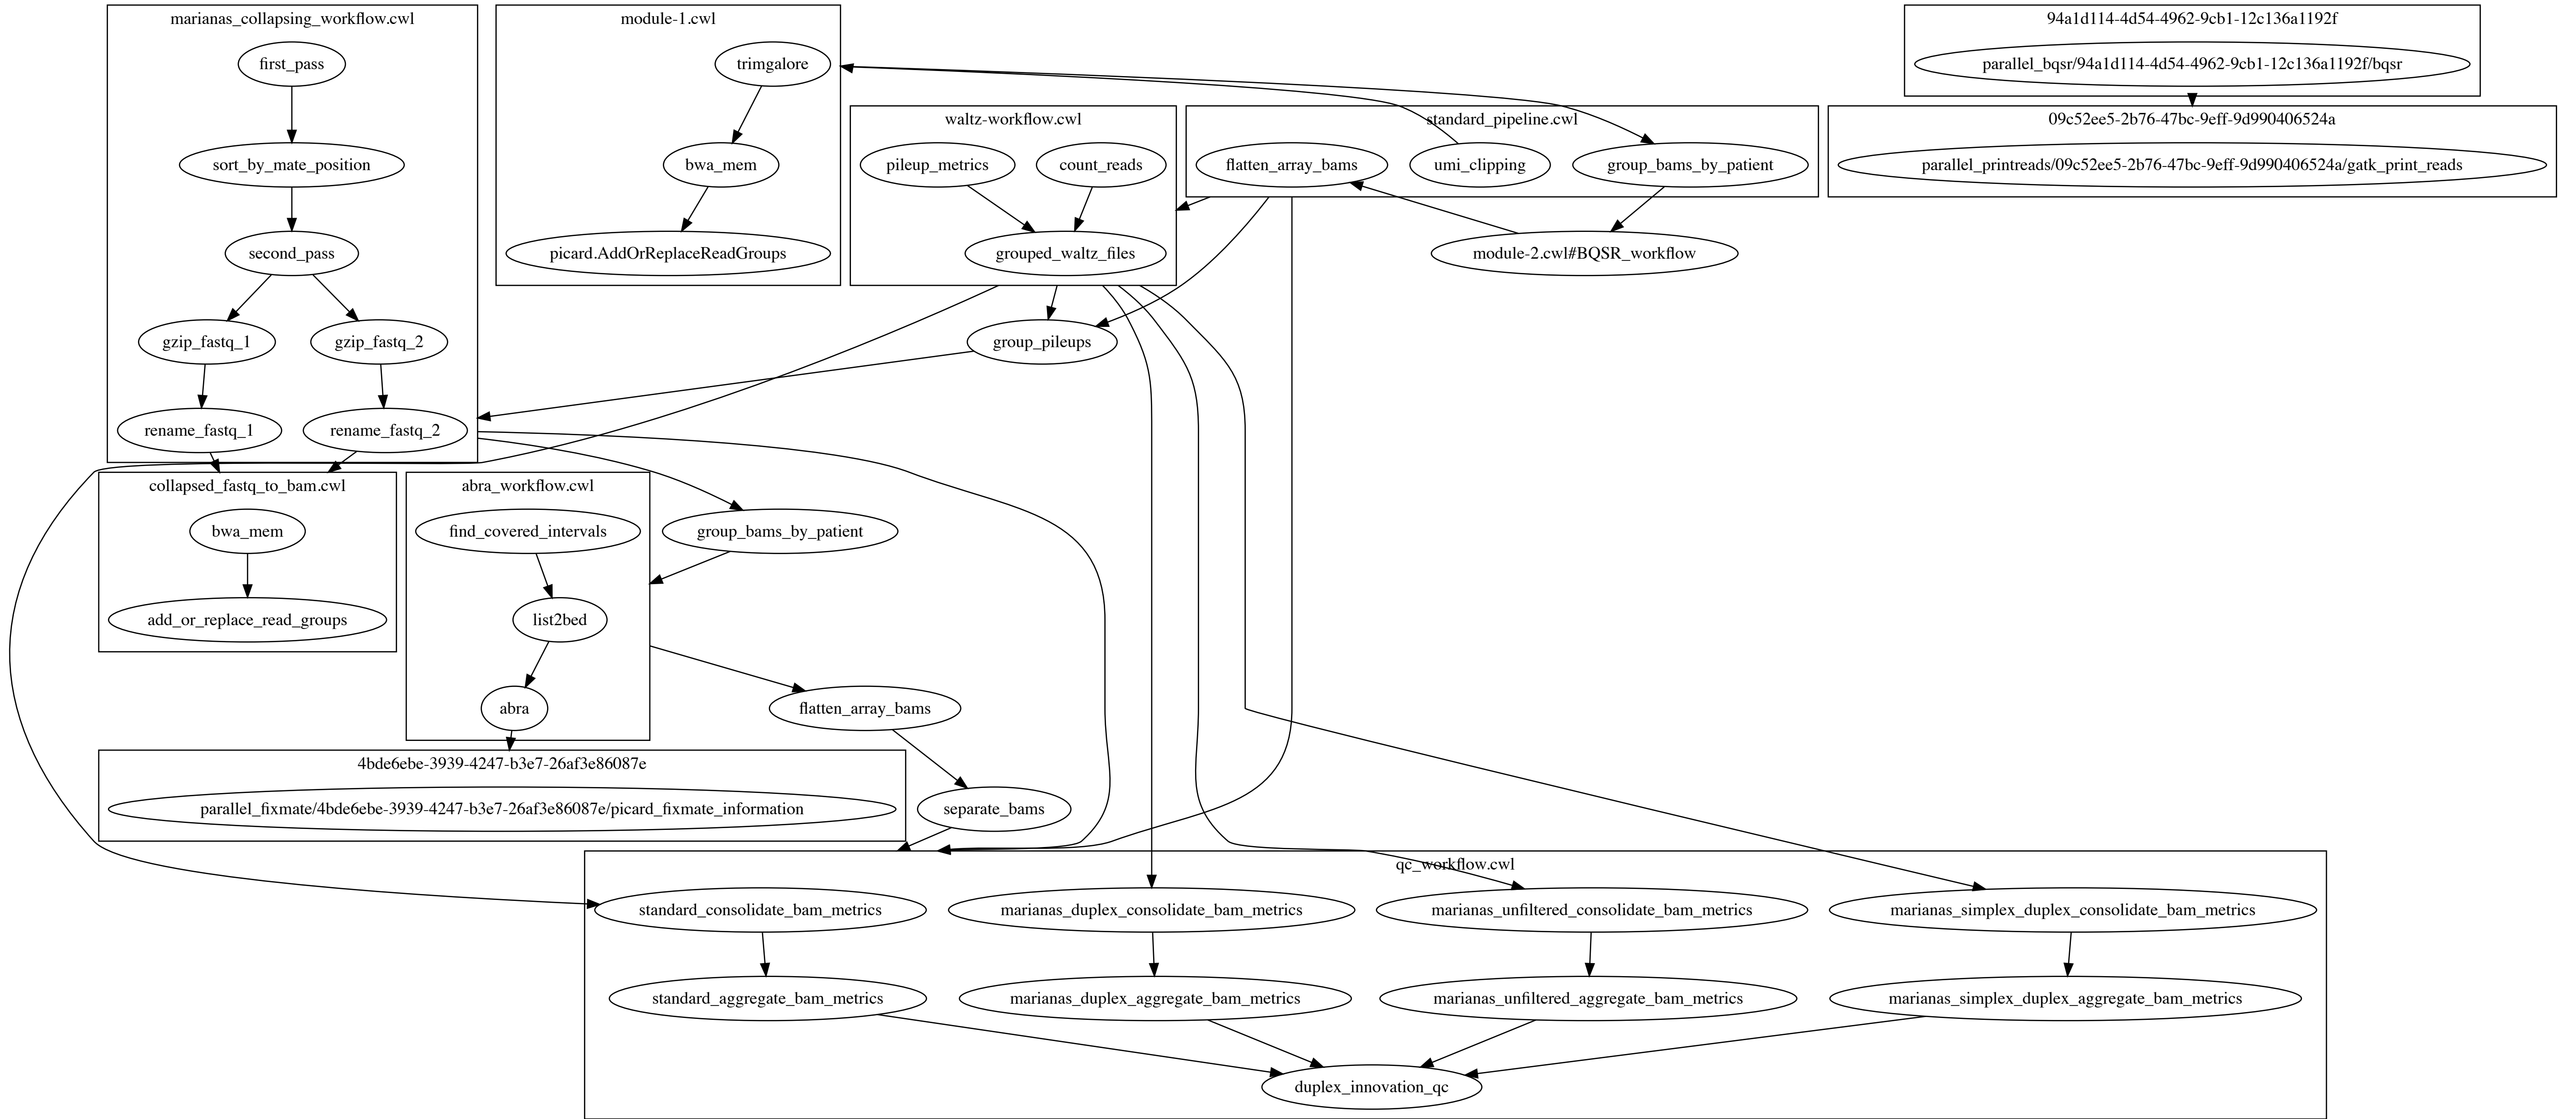 marianas_collapsing_workflow.cwl
first_pass
sort_by_mate_position
second_pass
gzip_fastq_1
gzip_fastq_2
rename_fastq_1
rename_fastq_2
module-1.cwl
trimgalore
bwa_mem
picard.AddOrReplaceReadGroups
waltz-workflow.cwl
pileup_metrics
count_reads
grouped_waltz_files
standard_pipeline.cwl
flatten_array_bams
umi_clipping
group_bams_by_patient
94a1d114-4d54-4962-9cb1-12c136a1192f
parallel_bqsr/94a1d114-4d54-4962-9cb1-12c136a1192f/bqsr
09c52ee5-2b76-47bc-9eff-9d990406524a
parallel_printreads/09c52ee5-2b76-47bc-9eff-9d990406524a/gatk_print_reads
module-2.cwl#BQSR_workflow
group_pileups
collapsed_fastq_to_bam.cwl
bwa_mem
add_or_replace_read_groups
abra_workflow.cwl
find_covered_intervals
list2bed
abra
group_bams_by_patient
flatten_array_bams
4bde6ebe-3939-4247-b3e7-26af3e86087e
parallel_fixmate/4bde6ebe-3939-4247-b3e7-26af3e86087e/picard_fixmate_information
separate_bams
qc_workflow.cwl
standard_consolidate_bam_metrics
marianas_duplex_consolidate_bam_metrics
marianas_unfiltered_consolidate_bam_metrics
marianas_simplex_duplex_consolidate_bam_metrics
standard_aggregate_bam_metrics
marianas_duplex_aggregate_bam_metrics
marianas_unfiltered_aggregate_bam_metrics
marianas_simplex_duplex_aggregate_bam_metrics
duplex_innovation_qc